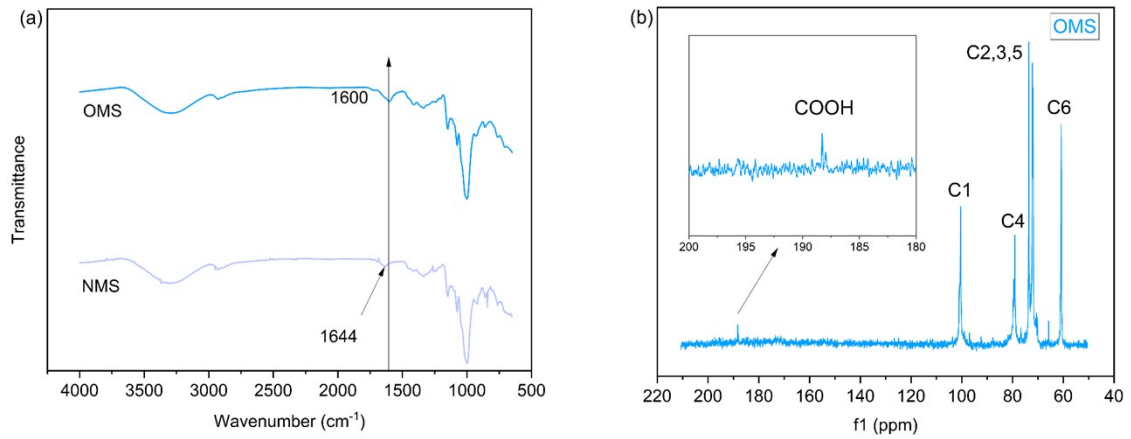 (a)
OMS
1600
NMS
1644
Transmittance
4000 3500 3000 2500 2000 1500 1000 500
Wavenumber (cm⁻¹)
(b)
OMS
C2,3,5
COOH
C6
C1
C4
200 195 190 185 180
220 200 180 160 140 120 100 80 60 40
f1 (ppm)